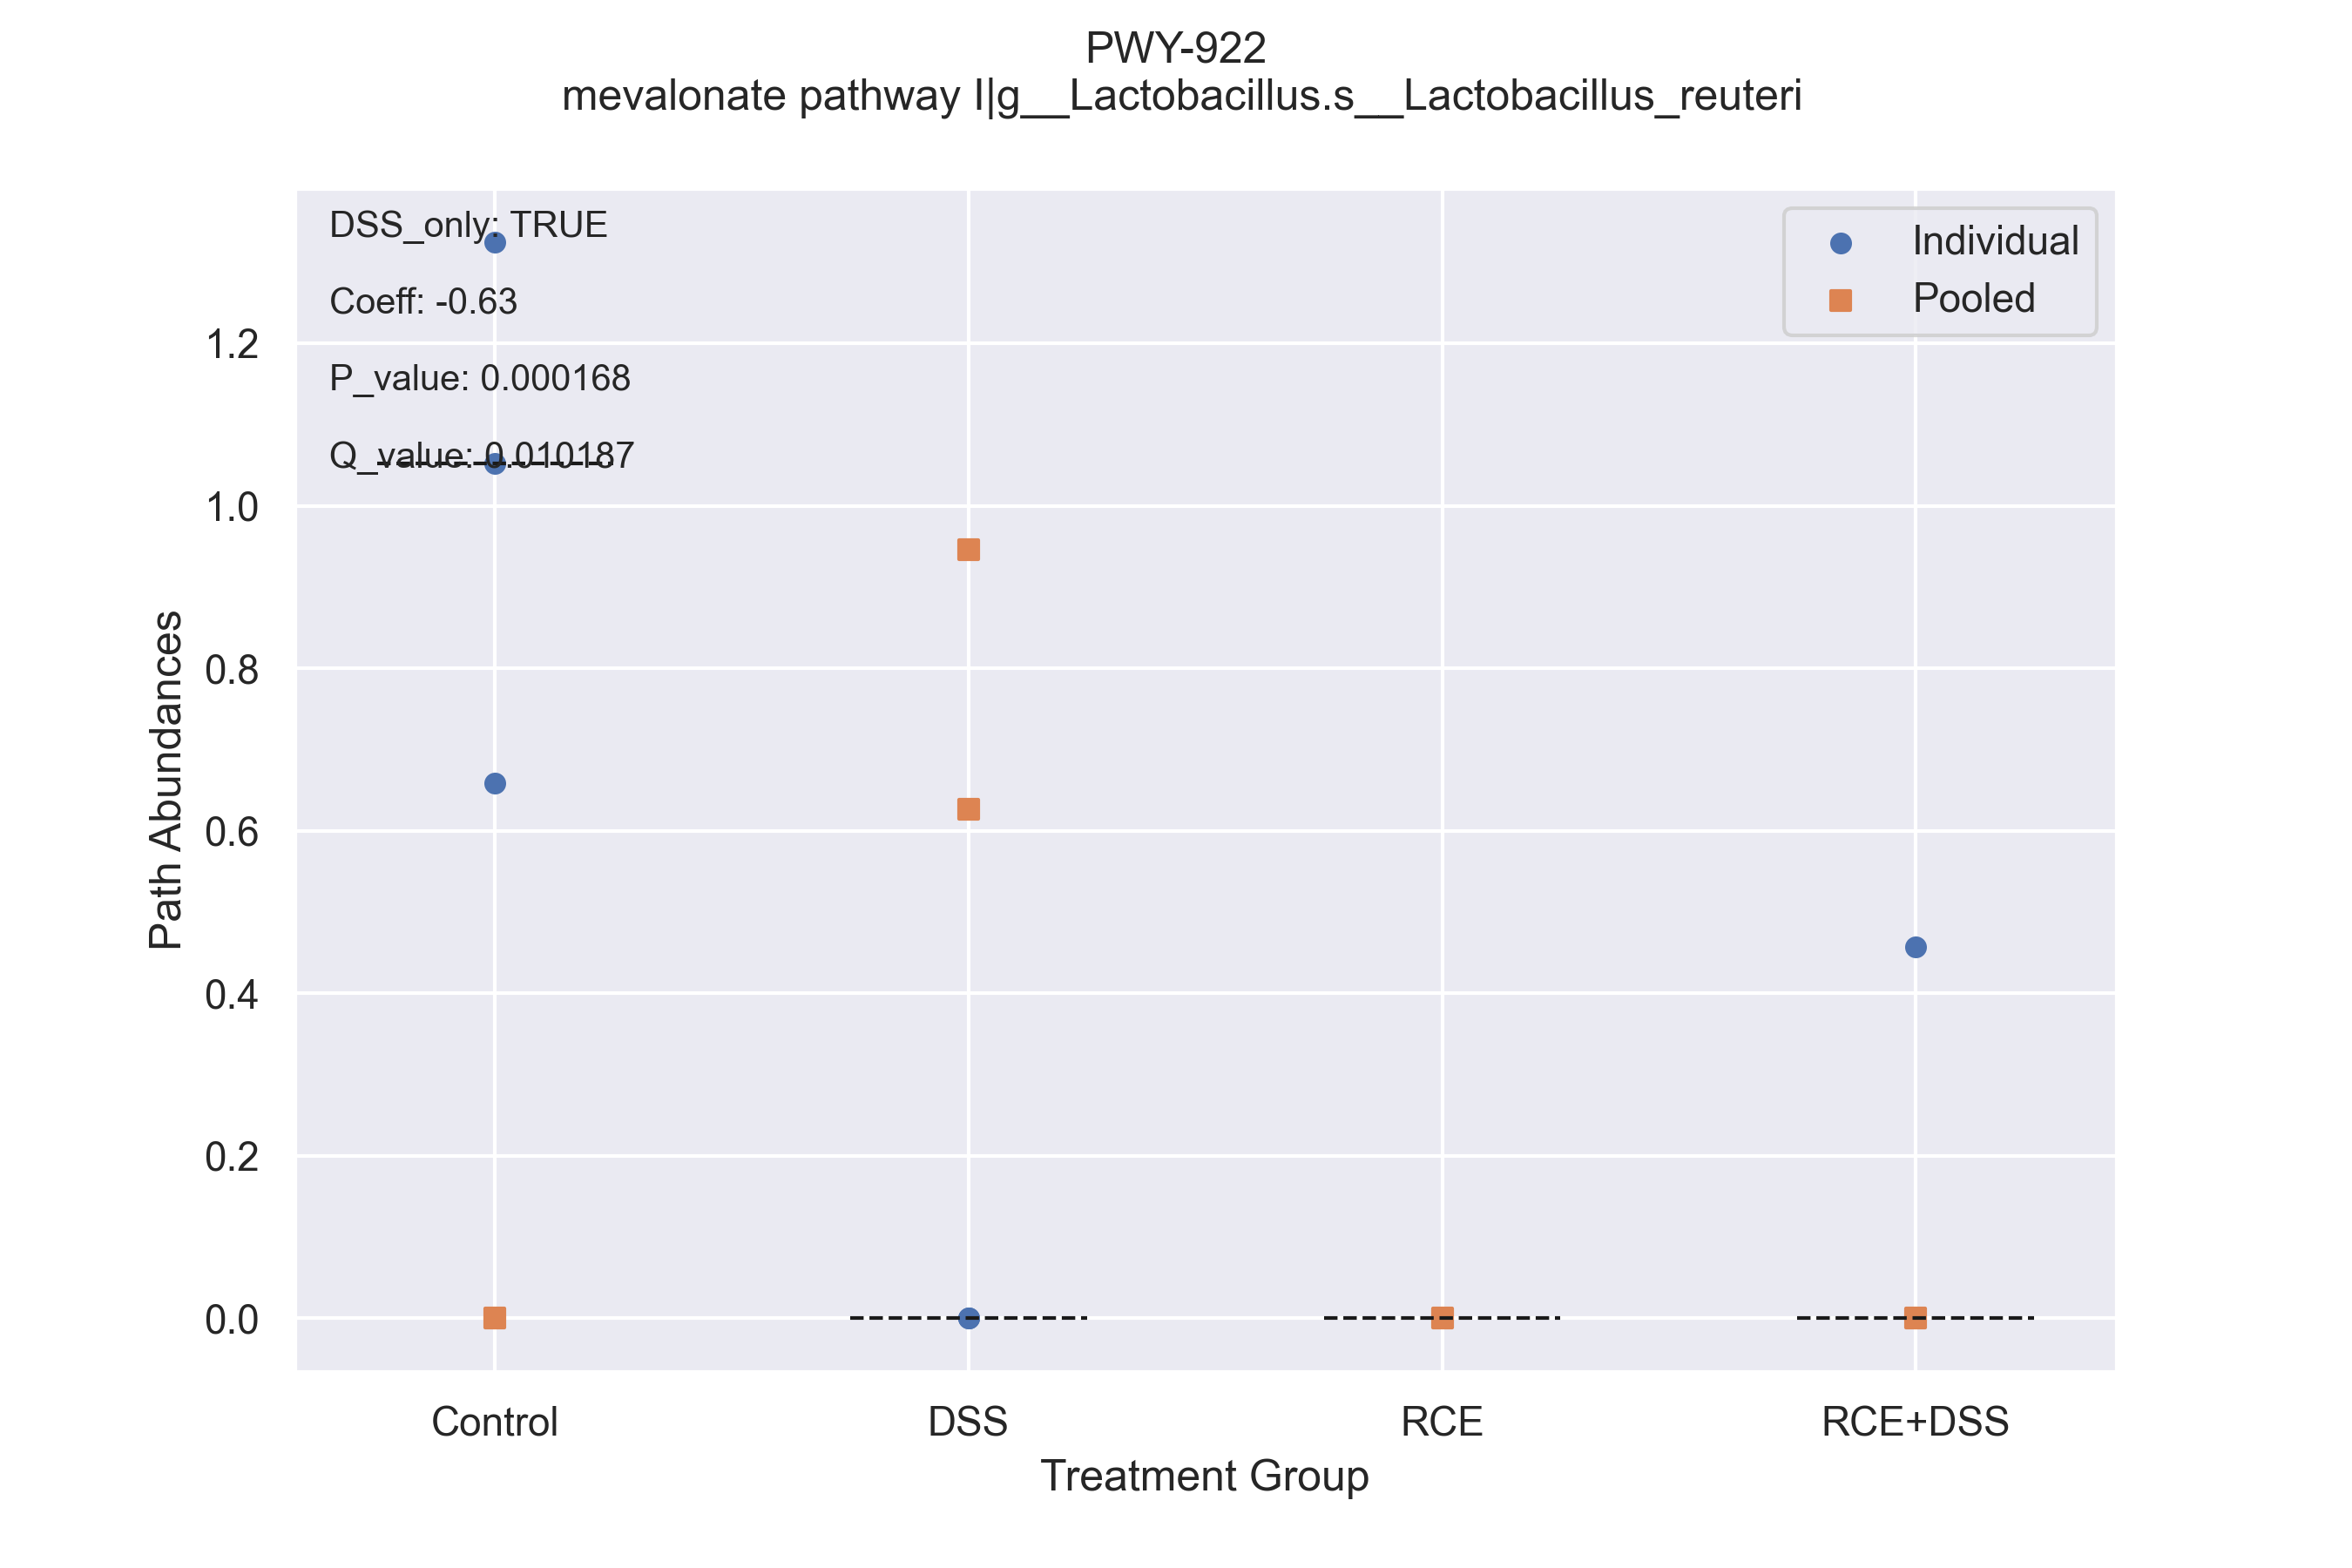 PWY-922
mevalonate pathway I|g__Lactobacillus.s__Lactobacillus_reuteri
DSS_only: TRUE
Coeff: -0.63
P_value: 0.000168
Q_value: 0.010187
Individual
Pooled
1.2
1.0
0.8
0.6
0.4
0.2
0.0
Path Abundances
Control
DSS
RCE
RCE+DSS
Treatment Group